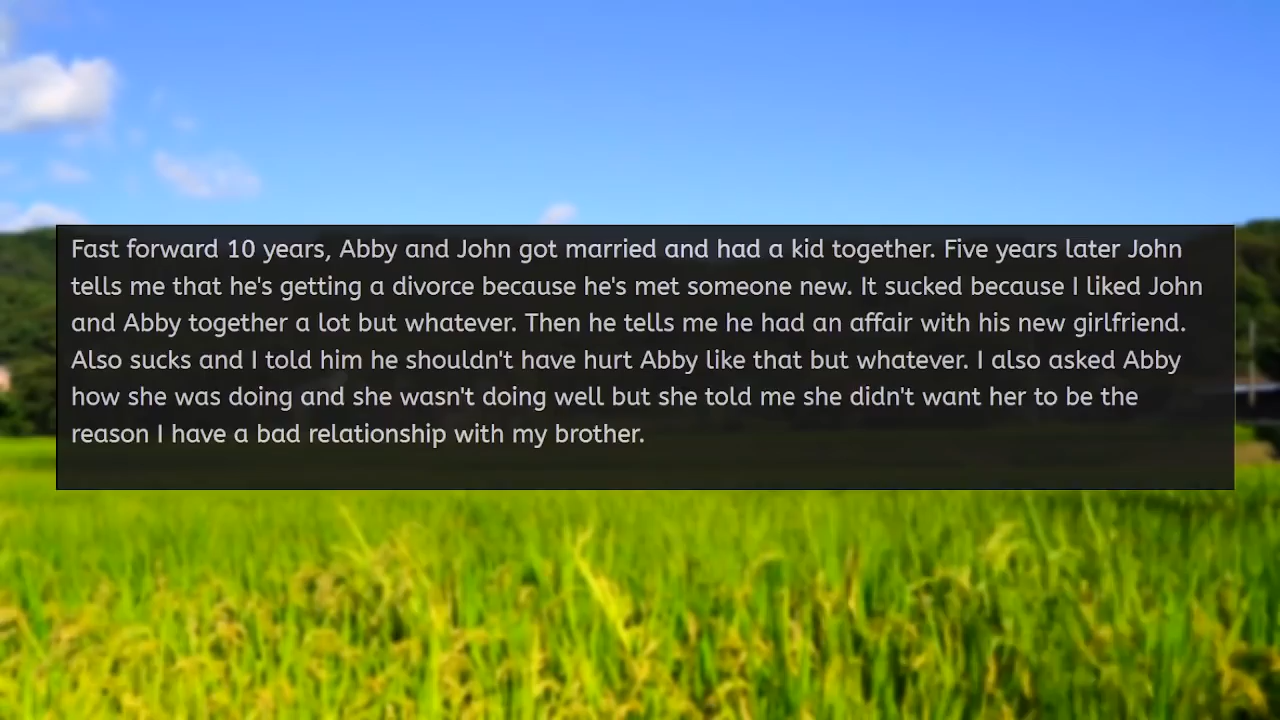 Fast forward 10 years, Abby and John got married and had a kid together. Five years later John
tells me that he's getting a divorce because he's met someone new. It sucked because I liked John
and Abby together a lot but whatever. Then he tells me he had an affair with his new girlfriend.
Also sucks and I told him he shouldn't have hurt Abby like that but whatever. I also asked Abby
how she was doing and she wasn't doing well but she told me she didn't want her to be the
reason I have a bad relationship with my brother.